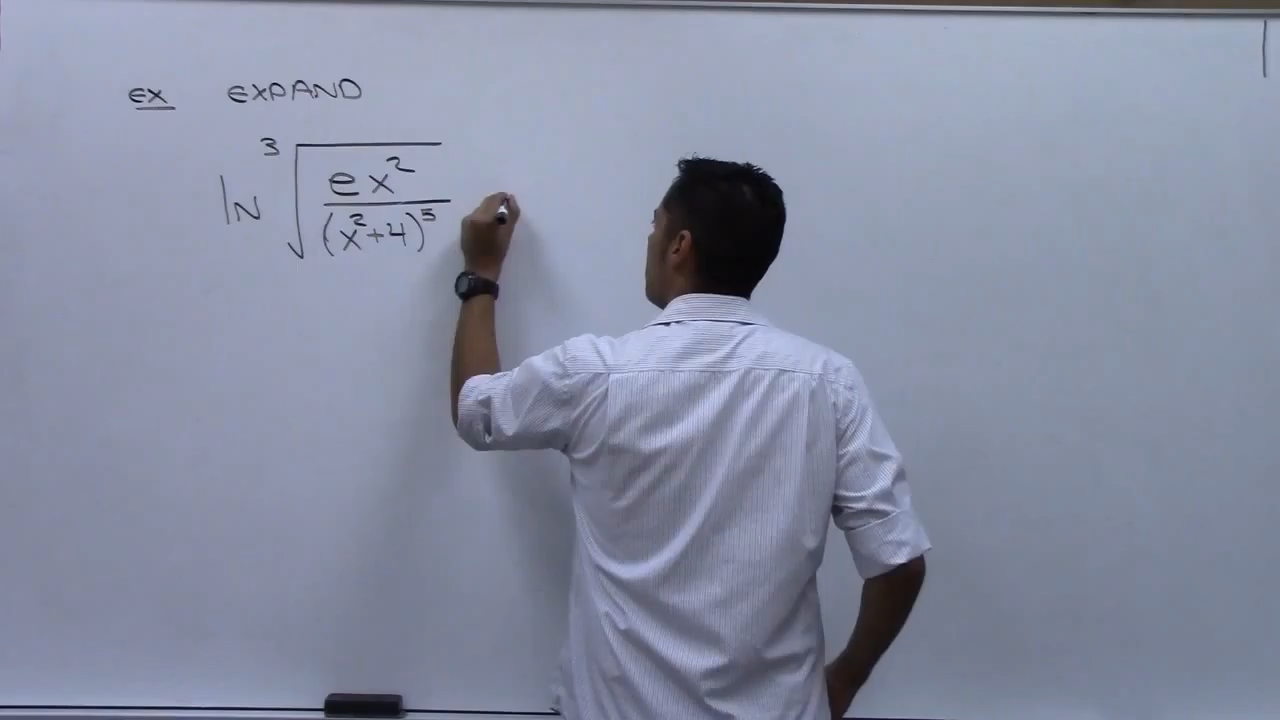 ex EXPAND
ln ∛(ex²/(x²+4)⁵)